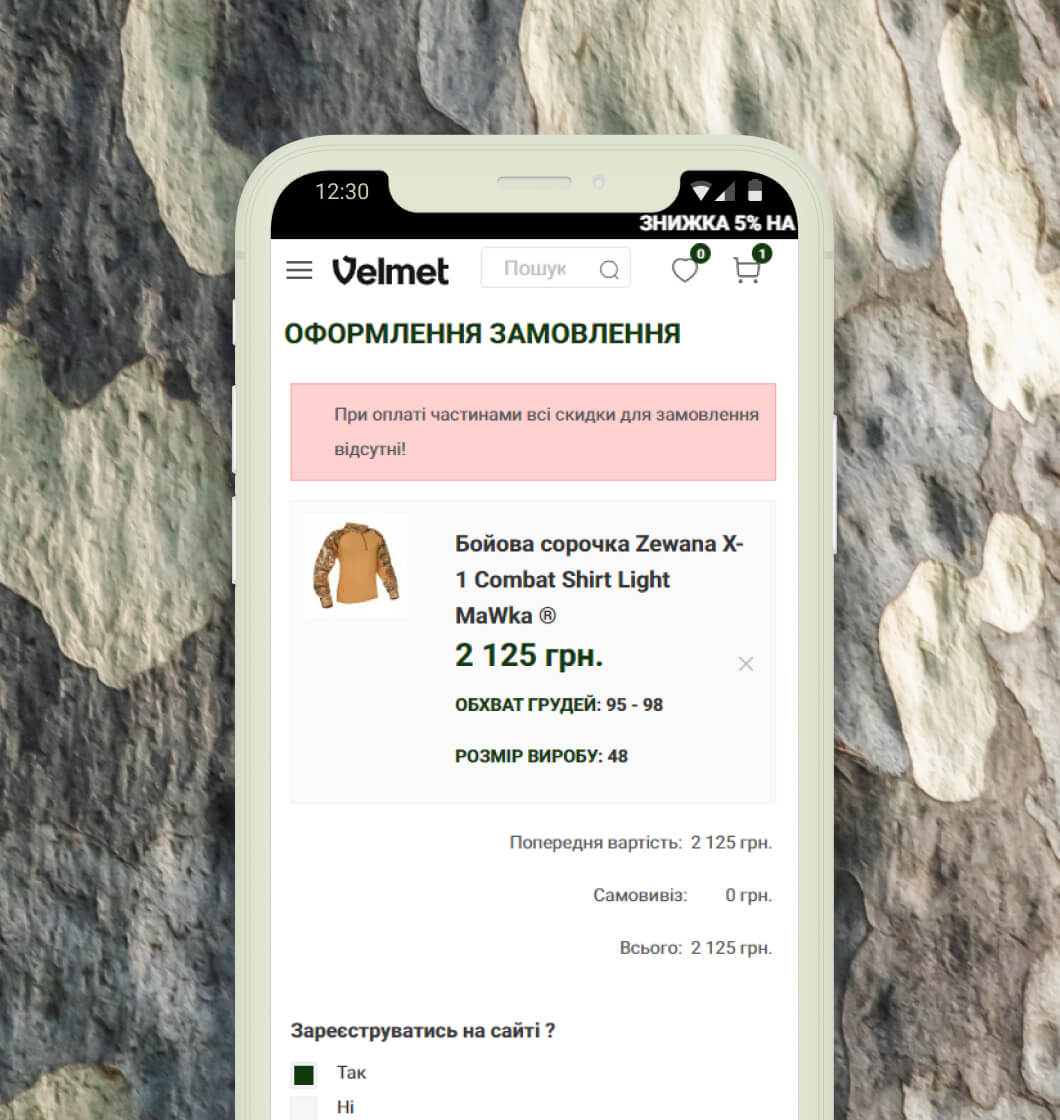 12:30
ЗНИЖКА 5% НА
Velmet
Пошук
0
1
ОФОРМЛЕННЯ ЗАМОВЛЕННЯ
При оплаті частинами всі скидки для замовлення
відсутні!
Бойова сорочка Zewana X-
1 Combat Shirt Light
MaWka ®
2 125 грн.
ОБХВАТ ГРУДЕЙ: 95 - 98
РОЗМІР ВИРОБУ: 48
Попередня вартість: 2 125 грн.
Самовивіз: 0 грн.
Всього: 2 125 грн.
Зареєструватись на сайті ?
Так
Ні